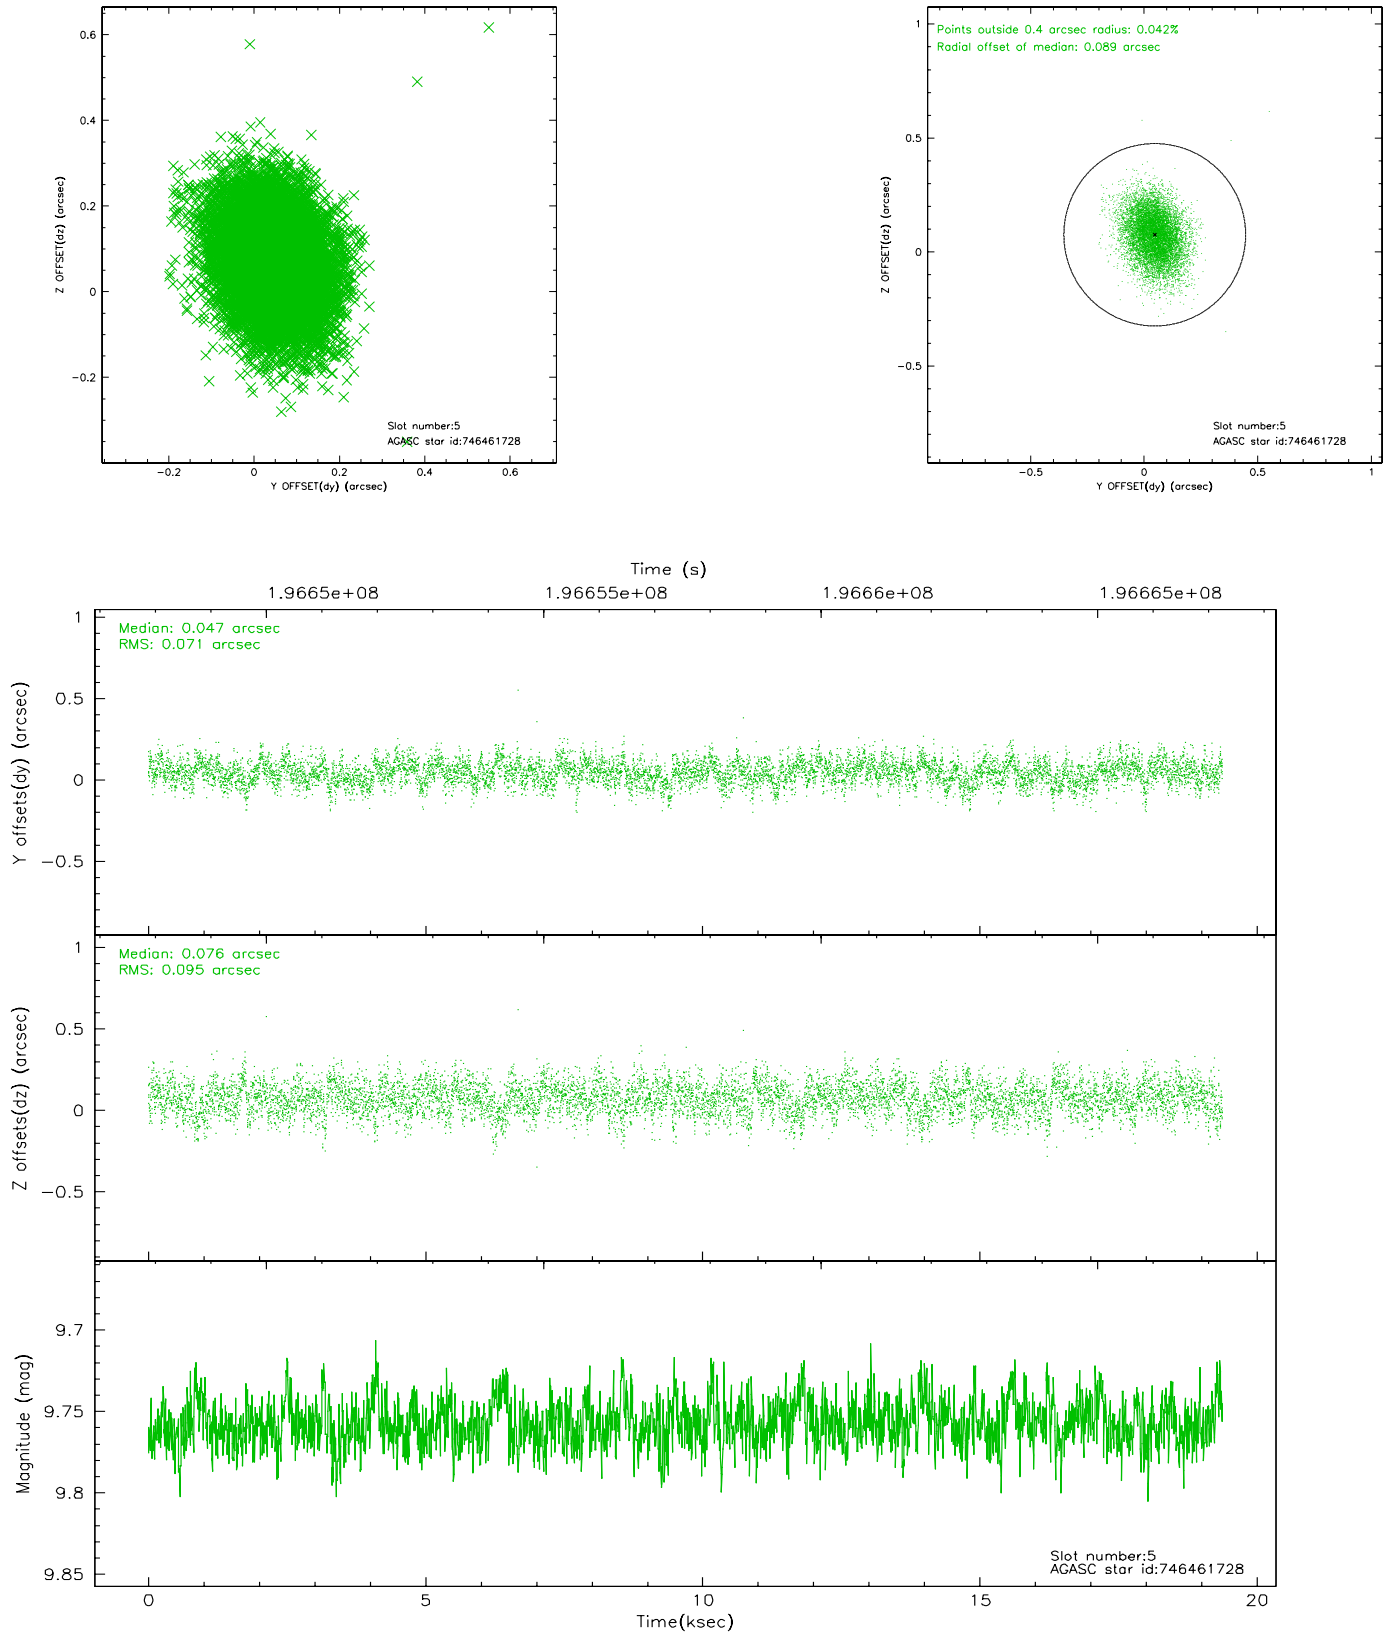 0.6
0.4
0.2
0
−0.2
Z OFFSET(dz) (arcsec)
Slot number:5
AGASC star id:746461728
−0.2 0 0.2 0.4 0.6
Y OFFSET(dy) (arcsec)
Points outside 0.4 arcsec radius: 0.042%
Radial offset of median: 0.089 arcsec
1
0.5
0
−0.5
Z OFFSET(dz) (arcsec)
Slot number:5
AGASC star id:746461728
−0.5 0 0.5 1
Y OFFSET(dy) (arcsec)
Time (s)
1.9665e+08 1.96655e+08 1.9666e+08 1.96665e+08
Median: 0.047 arcsec
RMS: 0.071 arcsec
1
0.5
0
−0.5
Y offsets(dy) (arcsec)
Median: 0.076 arcsec
RMS: 0.095 arcsec
1
0.5
0
−0.5
Z offsets(dz) (arcsec)
9.7
9.75
9.8
9.85
Magnitude (mag)
Slot number:5
AGASC star id:746461728
0 5 10 15 20
Time(ksec)